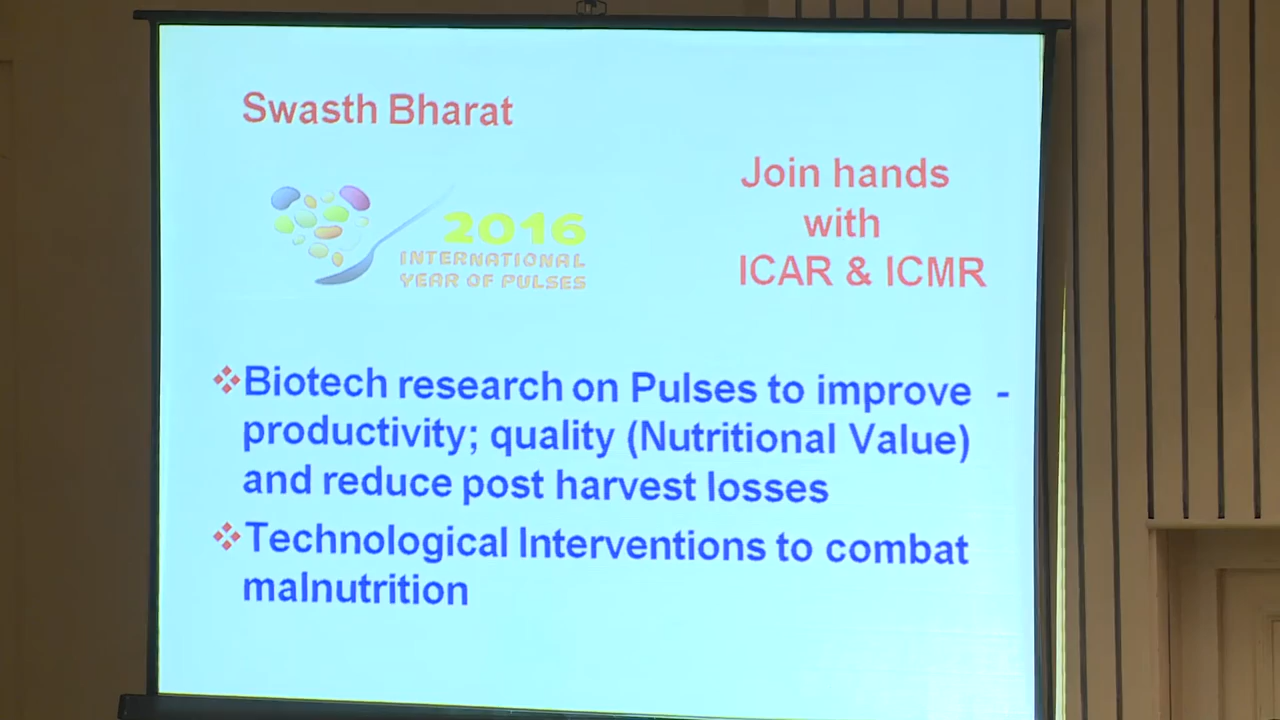 Swasth Bharat
2016
INTERNATIONAL
YEAR OF PULSES
Join hands
with
ICAR & ICMR
❖Biotech research on Pulses to improve -
productivity; quality (Nutritional Value)
and reduce post harvest losses
❖Technological Interventions to combat
malnutrition